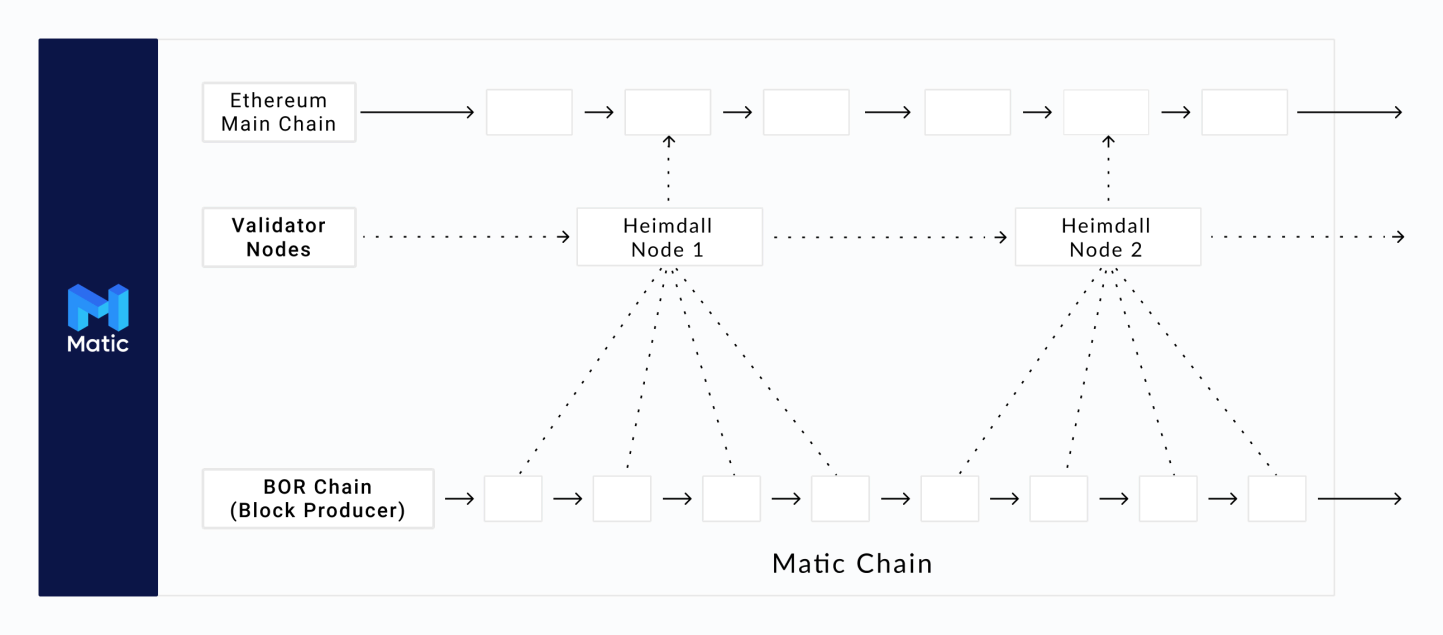 Ethereum
Main Chain
Validator
Nodes
Heimdall
Node 1
Heimdall
Node 2
Matic
BOR Chain
(Block Producer)
Matic Chain